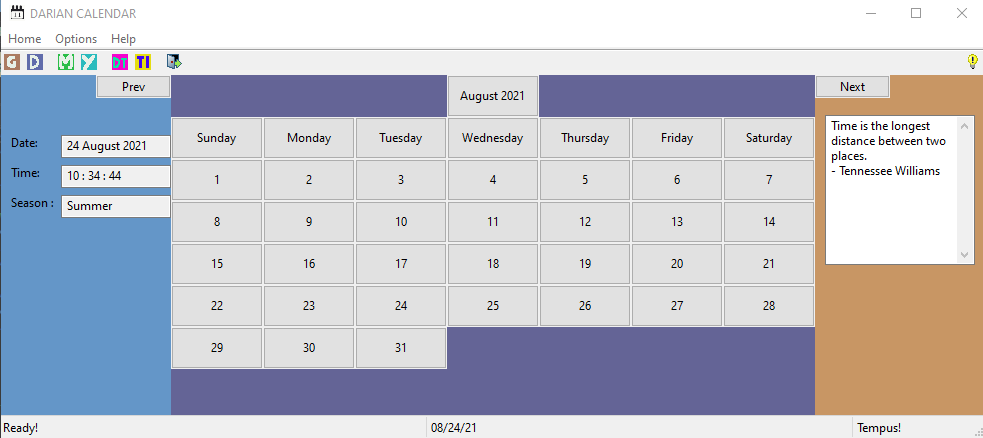 DARIAN CALENDAR
Home Options Help
G D M Y DT TI
Prev August 2021 Next
Date: 24 August 2021
Time: 10 : 34 : 44
Season : Summer
Sunday Monday Tuesday Wednesday Thursday Friday Saturday
1 2 3 4 5 6 7
8 9 10 11 12 13 14
15 16 17 18 19 20 21
22 23 24 25 26 27 28
29 30 31
Time is the longest
distance between two
places.
- Tennessee Williams
Ready! 08/24/21 Tempus!